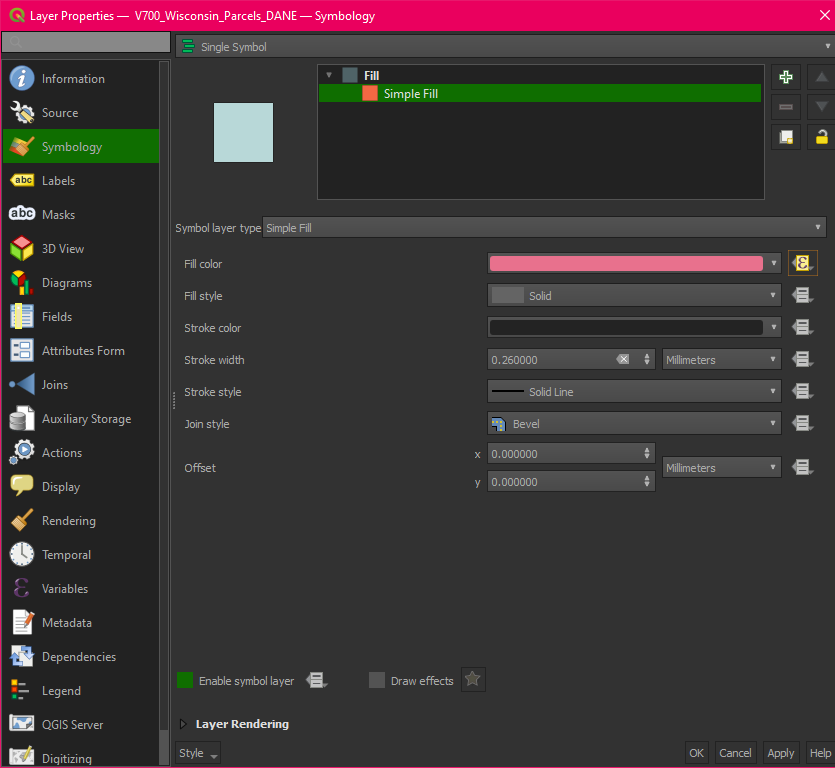 Layer Properties — V700_Wisconsin_Parcels_DANE — Symbology
Single Symbol
Information
Source
Symbology
abc Labels
abc Masks
3D View
Diagrams
Fields
Attributes Form
Joins
Auxiliary Storage
Actions
Display
Rendering
Temporal
Variables
Metadata
Dependencies
Legend
QGIS Server
Digitizing
Fill
Simple Fill
Symbol layer type Simple Fill
Fill color
Fill style Solid
Stroke color
Stroke width 0.260000 Millimeters
Stroke style Solid Line
Join style Bevel
Offset x 0.000000 Millimeters
y 0.000000
Enable symbol layer Draw effects
Layer Rendering
Style OK Cancel Apply Help